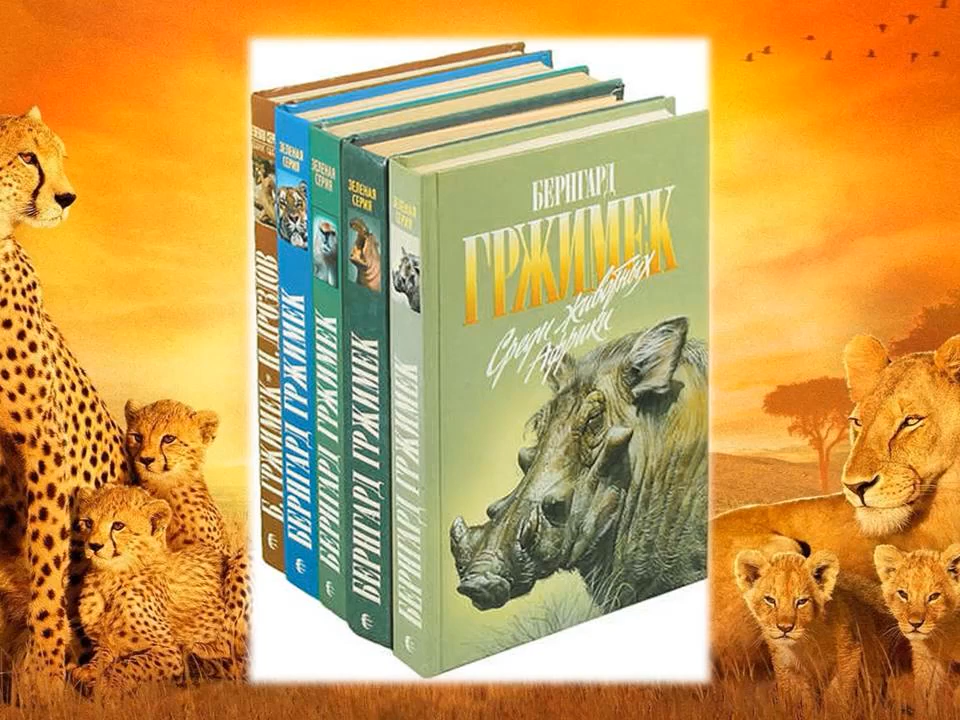 БЕРНГАРД
ГРЖИМЕК
Среди животных
Африки
ЗЕЛЕНАЯ
СЕРИЯ
БЕРНГАРД ГРЖИМЕК
ЗЕЛЕНАЯ
СЕРИЯ
БЕРНГАРД ГРЖИМЕК
ЗЕЛЕНАЯ
СЕРИЯ
БЕРНГАРД ГРЖИМЕК
ЗЕЛЕНАЯ
СЕРИЯ
БЕРНГАРД ГРЖИМЕК
Б. ГРЖИМЕК